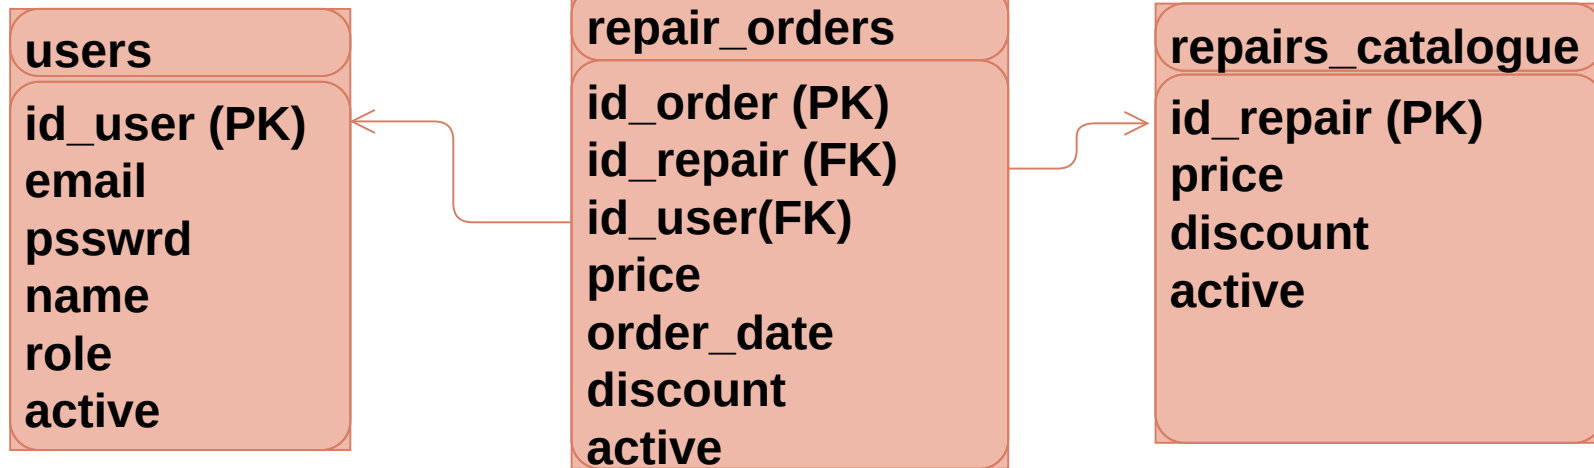 users
id_user (PK)
email
psswrd
name
role
active
repair_orders
id_order (PK)
id_repair (FK)
id_user(FK)
price
order_date
discount
active
repairs_catalogue
id_repair (PK)
price
discount
active